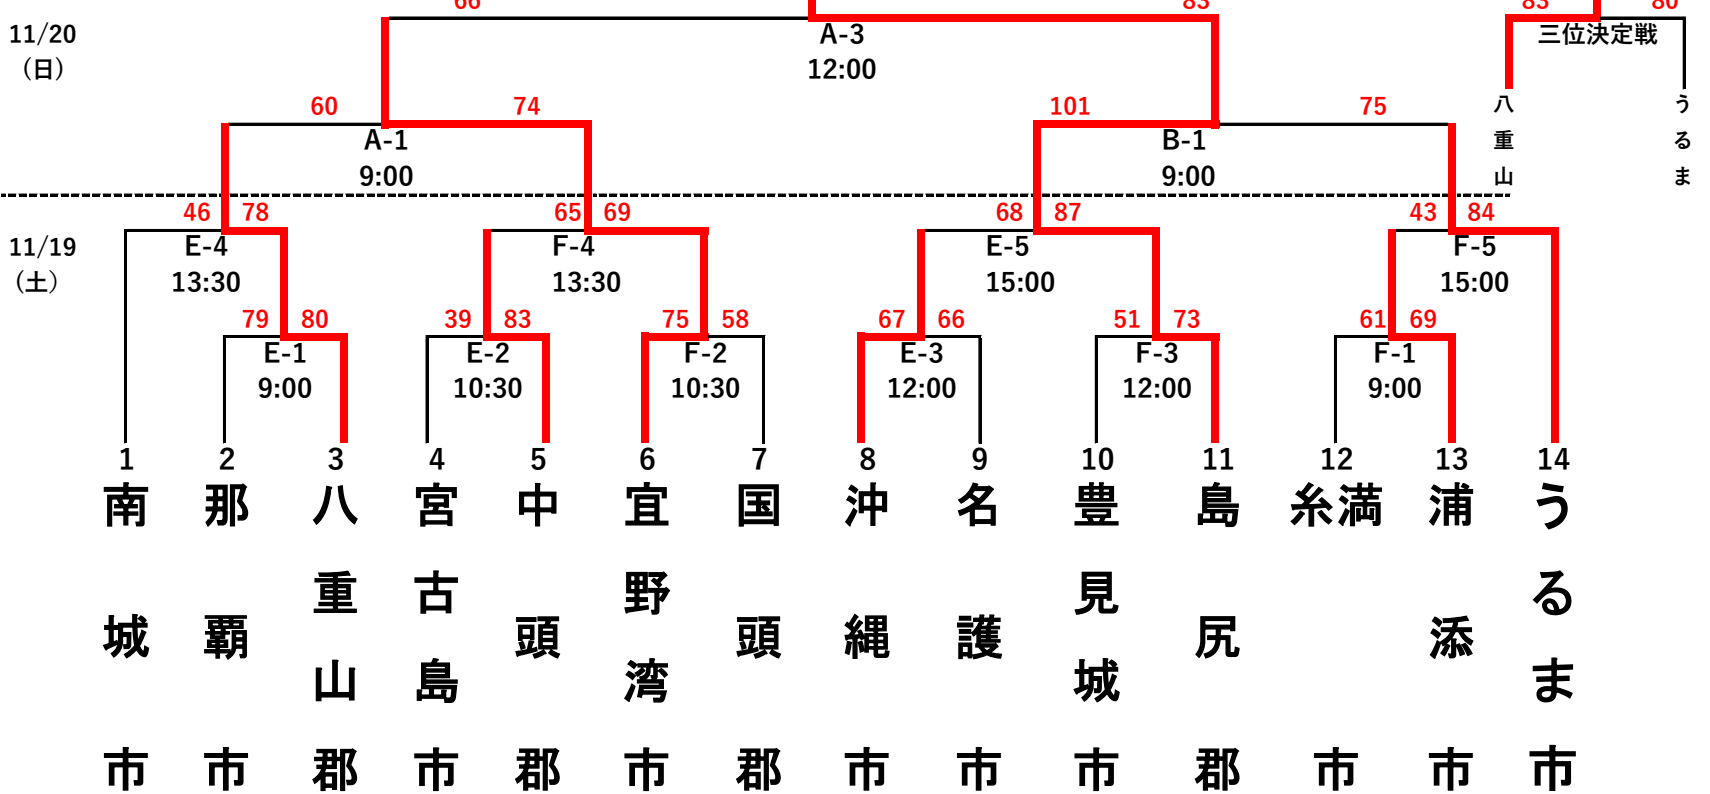 66 83 83 80
11/20 A-3 三位決定戦
(日) 12:00
60 74 101 75 八重山 うるま
A-1 B-1
9:00 9:00
46 78 65 69 68 87 43 84
11/19 E-4 F-4 E-5 F-5
(土) 13:30 13:30 15:00 15:00
79 80 39 83 75 58 67 66 51 73 61 69
E-1 E-2 F-2 E-3 F-3 F-1
9:00 10:30 10:30 12:00 12:00 9:00
1 2 3 4 5 6 7 8 9 10 11 12 13 14
南城市
那覇市
八重山郡
宮古島市
中頭郡
宜野湾市
国頭郡
沖縄市
名護市
豊見城市
島尻郡
糸満市
浦添市
うるま市